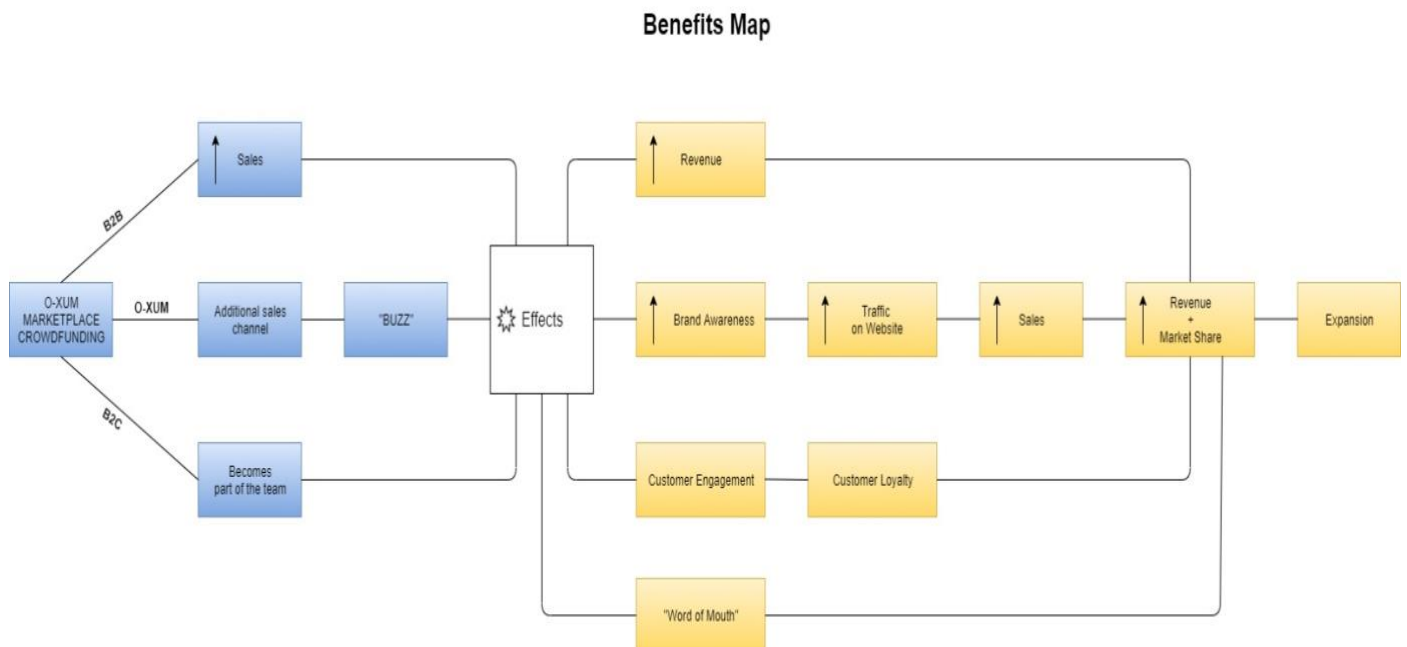 Benefits Map
Sales
Revenue
B2B
O-XUM
MARKETPLACE
CROWDFUNDING
O-XUM
Additional sales
channel
"BUZZ"
Effects
Brand Awareness
Traffic
on Website
Sales
Revenue
+
Market Share
Expansion
B2C
Becomes
part of the team
Customer Engagement
Customer Loyalty
"Word of Mouth"